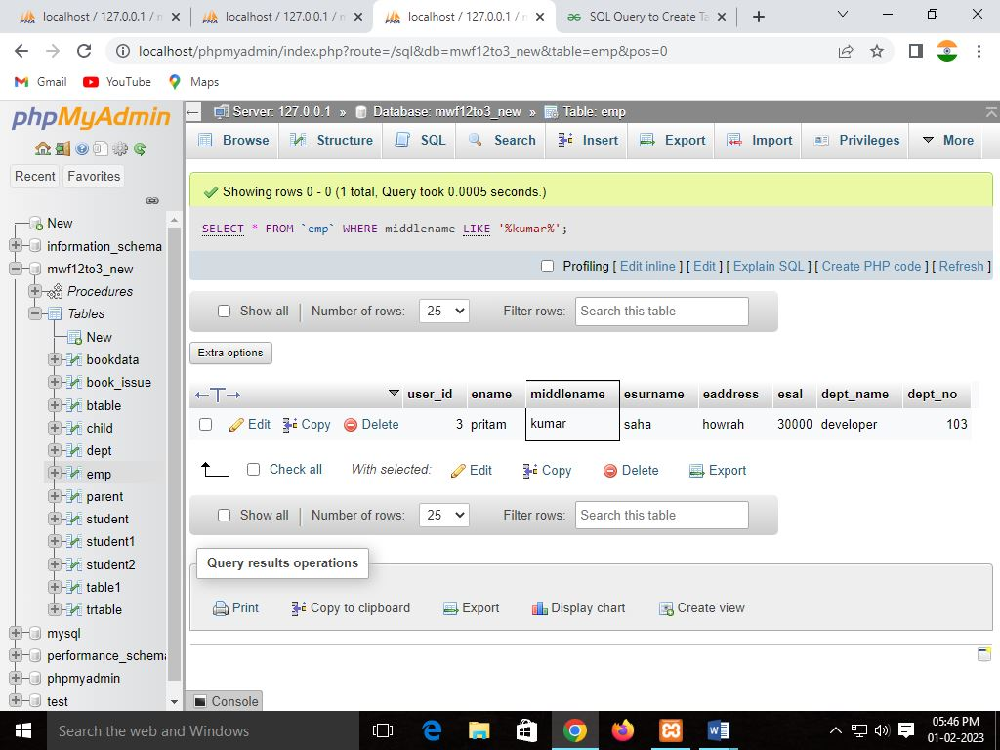 localhost / 127.0.0.1 / localhost / 127.0.0.1 / localhost / 127.0.0.1 / SQL Query to Create Ta
localhost/phpmyadmin/index.php?route=/sql&db=mwf12to3_new&table=emp&pos=0
Gmail YouTube Maps
phpMyAdmin
Recent Favorites
New
information_schema
mwf12to3_new
Procedures
Tables
New
bookdata
book_issue
btable
child
dept
emp
parent
student
student1
student2
table1
trtable
mysql
performance_schema
phpmyadmin
test
Server: 127.0.0.1 » Database: mwf12to3_new » Table: emp
Browse Structure SQL Search Insert Export Import Privileges More
Showing rows 0 - 0 (1 total, Query took 0.0005 seconds.)
SELECT * FROM `emp` WHERE middlename LIKE '%kumar%';
Profiling [ Edit inline ] [ Edit ] [ Explain SQL ] [ Create PHP code ] [ Refresh ]
Show all Number of rows: 25 Filter rows: Search this table
Extra options
←T→ user_id ename middlename esurname eaddress esal dept_name dept_no
Edit Copy Delete 3 pritam kumar saha howrah 30000 developer 103
Check all With selected: Edit Copy Delete Export
Show all Number of rows: 25 Filter rows: Search this table
Query results operations
Print Copy to clipboard Export Display chart Create view
Console
Search the web and Windows
05:46 PM
01-02-2023